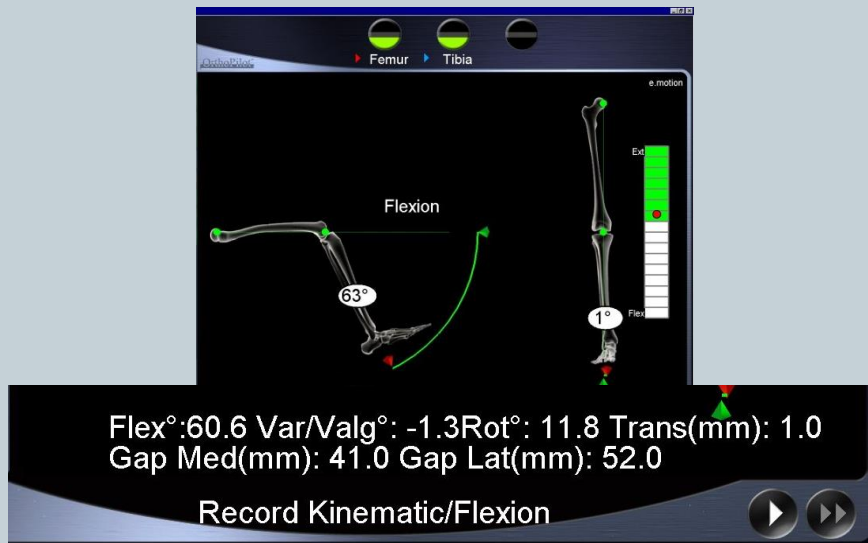 OrthoPilot
Femur Tibia
e.motion
Ext
Flexion
63°
1°
Flex
Flex°:60.6 Var/Valg°: -1.3Rot°: 11.8 Trans(mm): 1.0
Gap Med(mm): 41.0 Gap Lat(mm): 52.0
Record Kinematic/Flexion